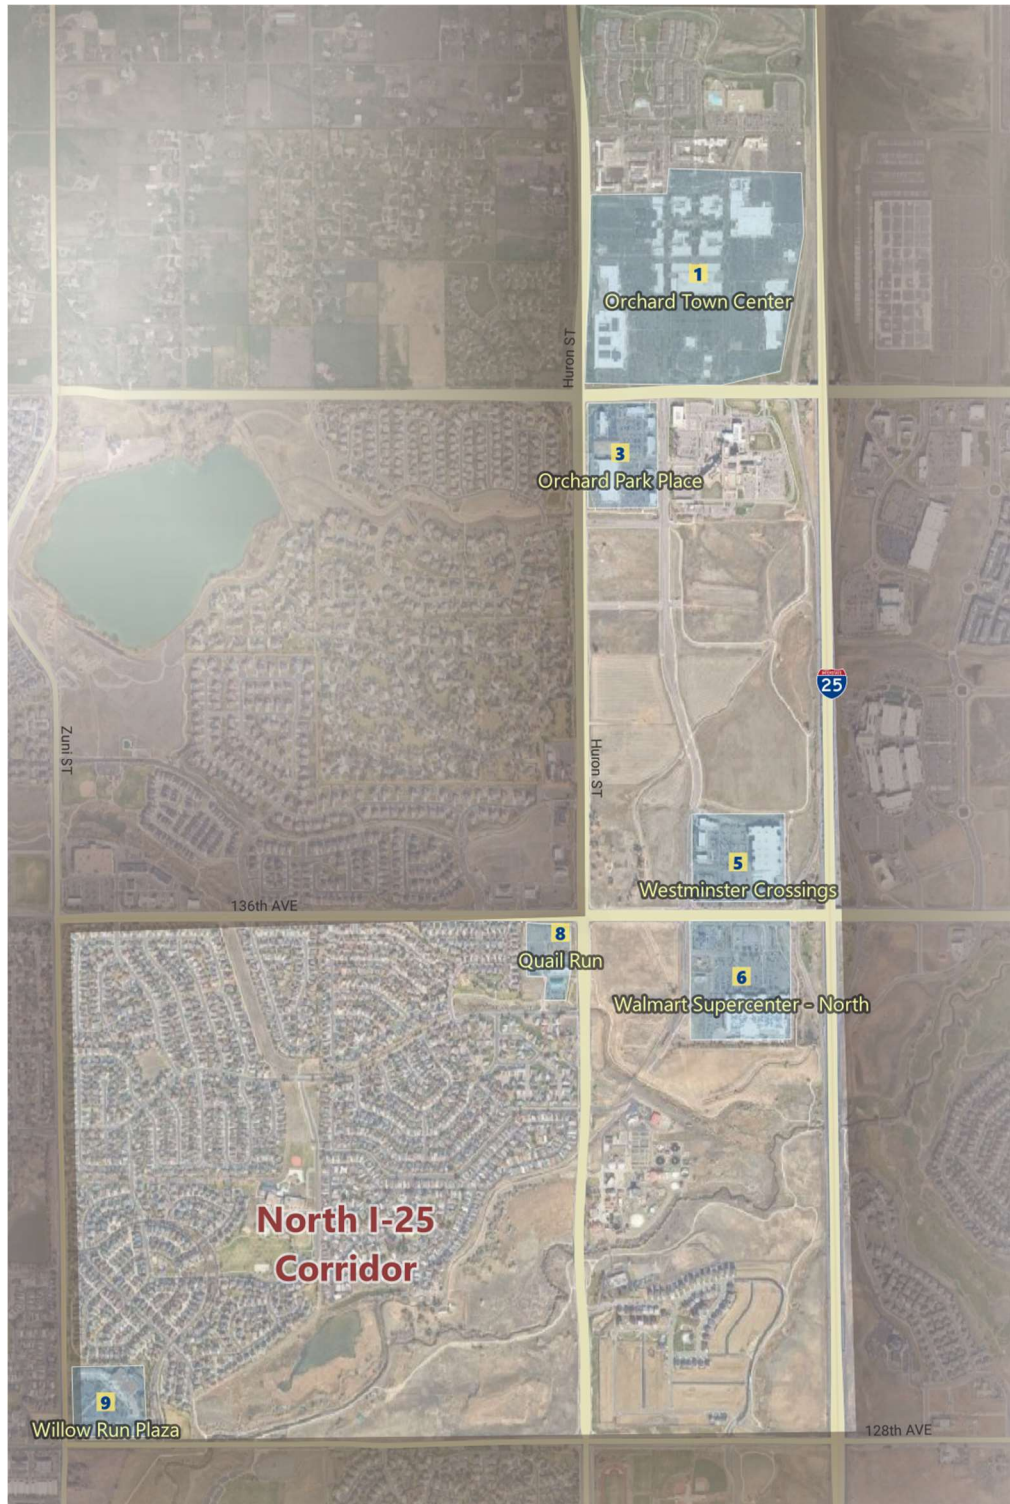 1
Orchard Town Center
Huron ST
3
Orchard Park Place
25
Zuni ST
Huron ST
5
Westminster Crossings
136th AVE
8
Quail Run
6
Walmart Supercenter - North
North I-25
Corridor
9
Willow Run Plaza
128th AVE